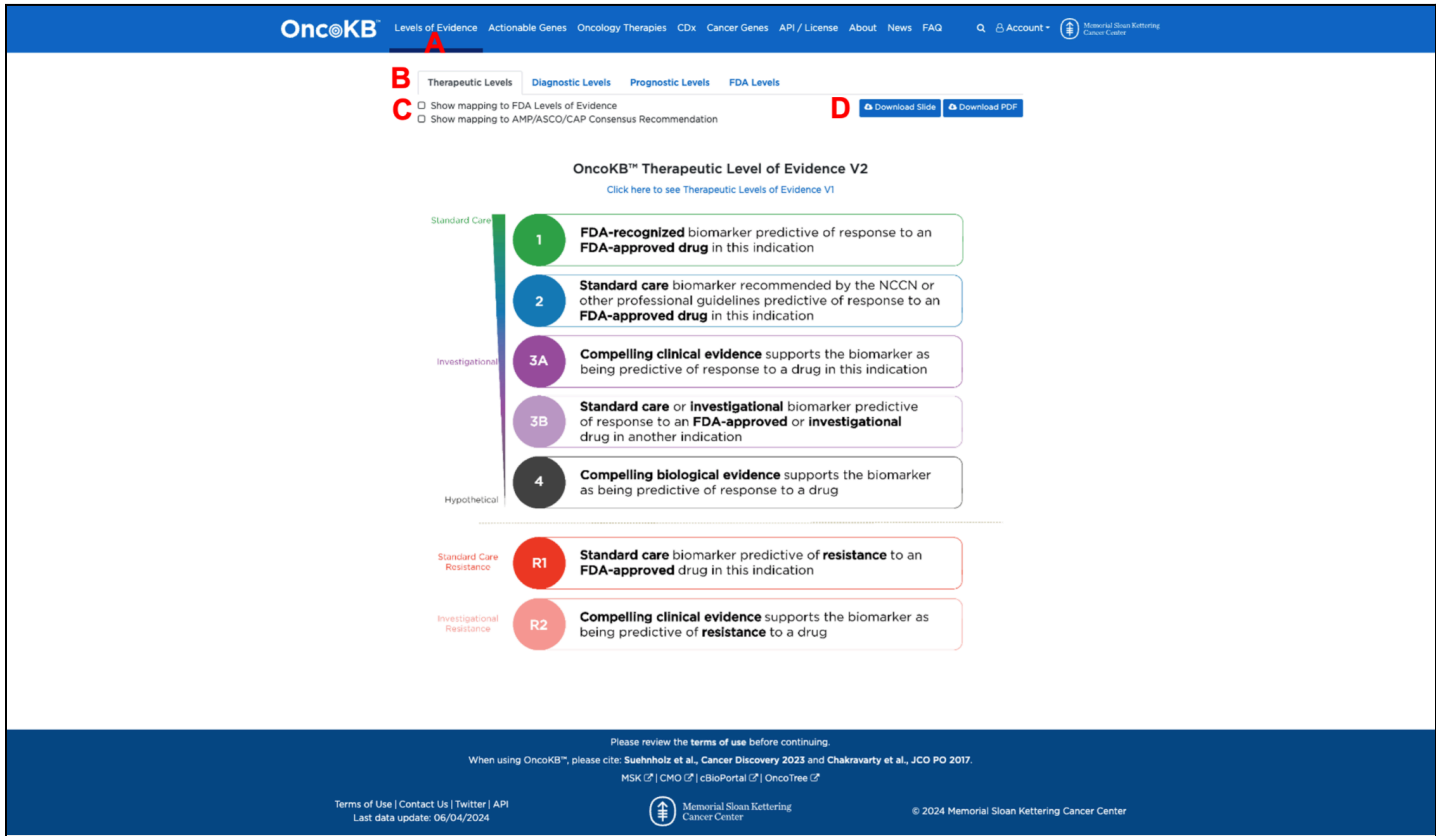 OncoKB™ Levels of Evidence Actionable Genes Oncology Therapies CDx Cancer Genes API / License About News FAQ Account Memorial Sloan Kettering
Cancer Center
A
B Therapeutic Levels Diagnostic Levels Prognostic Levels FDA Levels
C Show mapping to FDA Levels of Evidence
Show mapping to AMP/ASCO/CAP Consensus Recommendation
D Download Slide Download PDF
OncoKB™ Therapeutic Level of Evidence V2
Click here to see Therapeutic Levels of Evidence V1
Standard Care
1
FDA-recognized biomarker predictive of response to an
FDA-approved drug in this indication
2
Standard care biomarker recommended by the NCCN or
other professional guidelines predictive of response to an
FDA-approved drug in this indication
Investigational
3A
Compelling clinical evidence supports the biomarker as
being predictive of response to a drug in this indication
3B
Standard care or investigational biomarker predictive
of response to an FDA-approved or investigational
drug in another indication
4
Compelling biological evidence supports the biomarker
as being predictive of response to a drug
Hypothetical
Standard Care
Resistance
R1
Standard care biomarker predictive of resistance to an
FDA-approved drug in this indication
Investigational
Resistance
R2
Compelling clinical evidence supports the biomarker as
being predictive of resistance to a drug
Please review the terms of use before continuing.
When using OncoKB™, please cite: Suehnholz et al., Cancer Discovery 2023 and Chakravarty et al., JCO PO 2017.
MSK | CMO | cBioPortal | OncoTree
Terms of Use | Contact Us | Twitter | API
Last data update: 06/04/2024
Memorial Sloan Kettering
Cancer Center
© 2024 Memorial Sloan Kettering Cancer Center